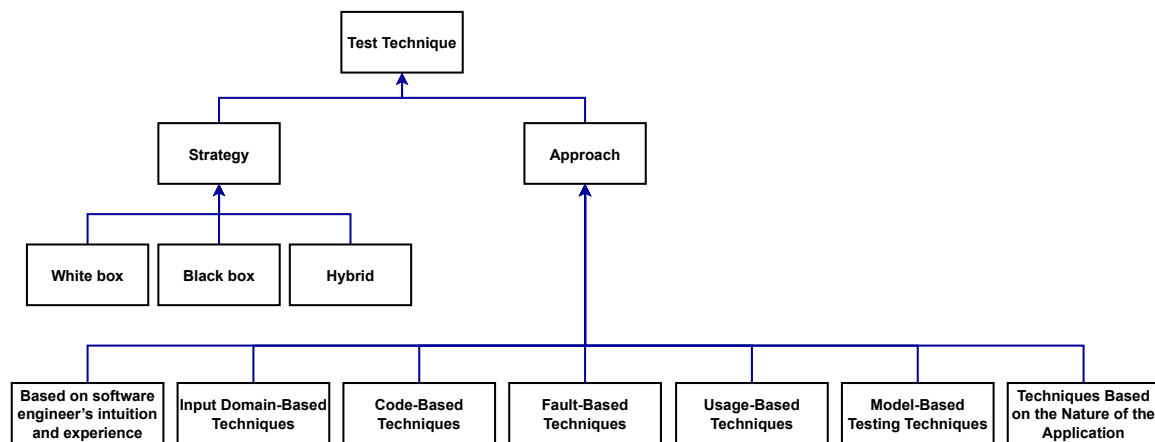 Test Technique
Strategy
Approach
White box
Black box
Hybrid
Based on software
engineer's intuition
and experience
Input Domain-Based
Techniques
Code-Based
Techniques
Fault-Based
Techniques
Usage-Based
Techniques
Model-Based
Testing Techniques
Techniques Based
on the Nature of the
Application